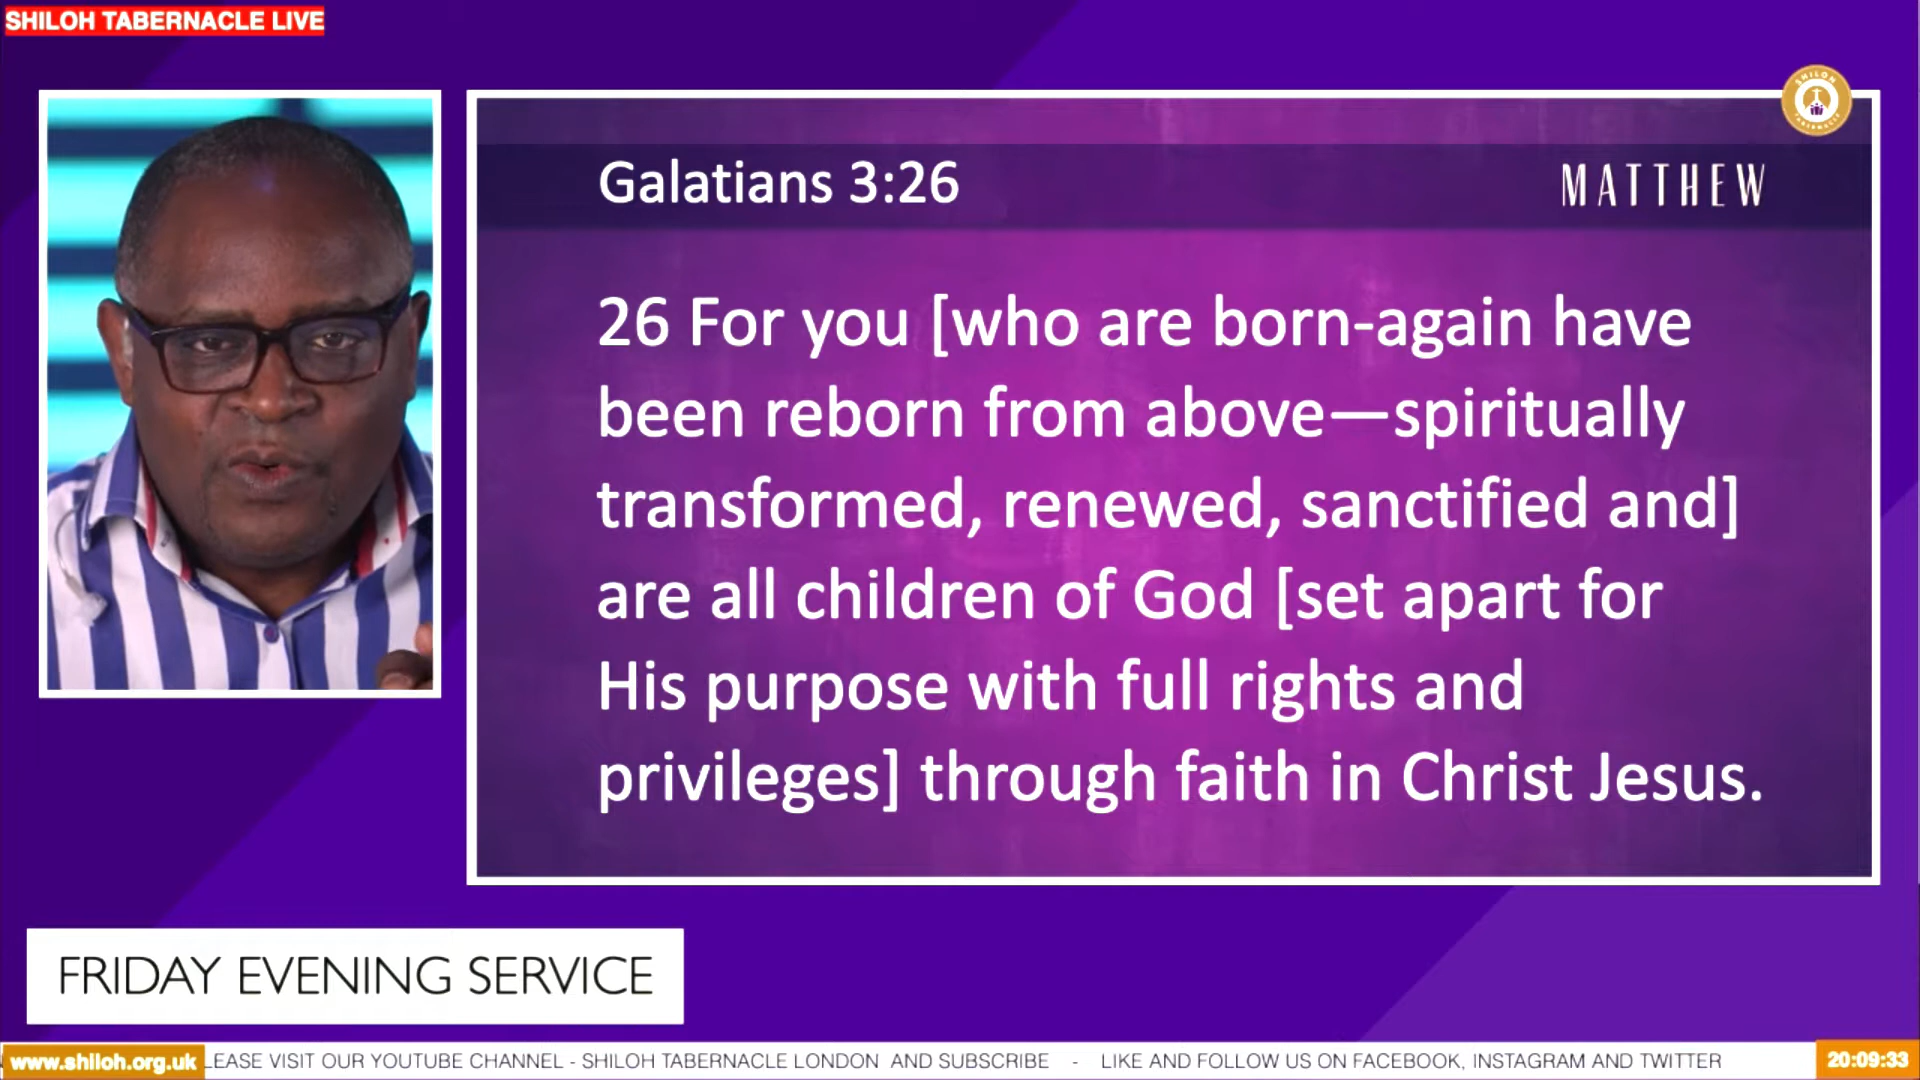 SHILOH TABERNACLE LIVE
SHILOH
TABERNACLE
Galatians 3:26
MATTHEW
26 For you [who are born-again have
been reborn from above—spiritually
transformed, renewed, sanctified and]
are all children of God [set apart for
His purpose with full rights and
privileges] through faith in Christ Jesus.
FRIDAY EVENING SERVICE
www.shiloh.org.uk
LEASE VISIT OUR YOUTUBE CHANNEL - SHILOH TABERNACLE LONDON AND SUBSCRIBE - LIKE AND FOLLOW US ON FACEBOOK, INSTAGRAM AND TWITTER
20:09:33